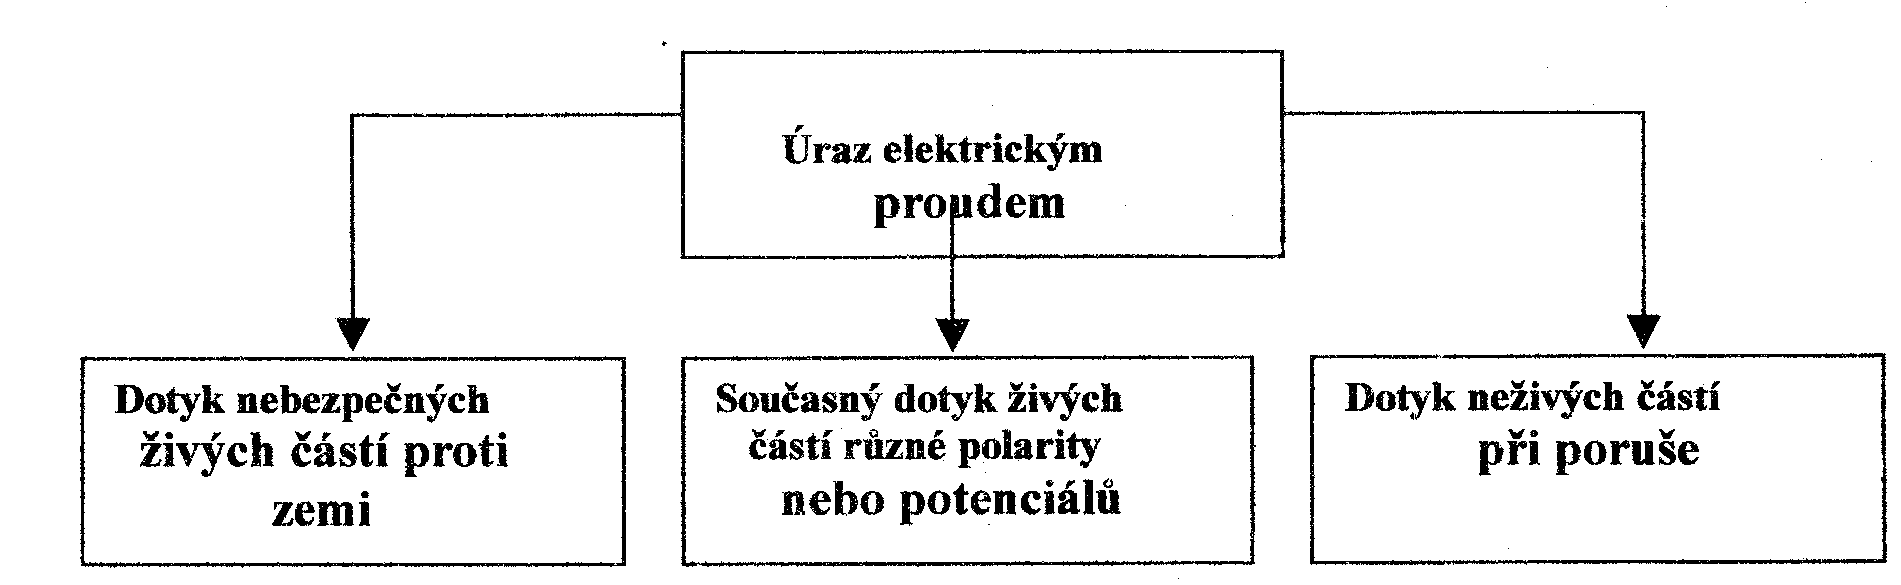 Úraz elektrickým
proudem
Dotyk nebezpečných
živých částí proti
zemi
Současný dotyk živých
částí různé polarity
nebo potenciálů
Dotyk neživých částí
při poruše